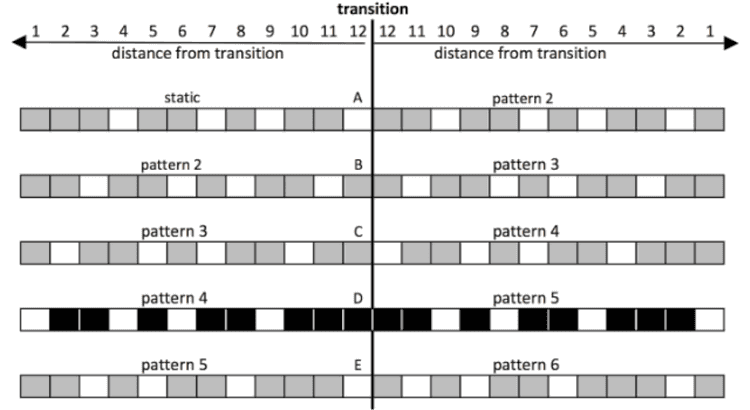 transition
1 2 3 4 5 6 7 8 9 10 11 12 12 11 10 9 8 7 6 5 4 3 2 1
distance from transition distance from transition
static A pattern 2
pattern 2 B pattern 3
pattern 3 C pattern 4
pattern 4 D pattern 5
pattern 5 E pattern 6